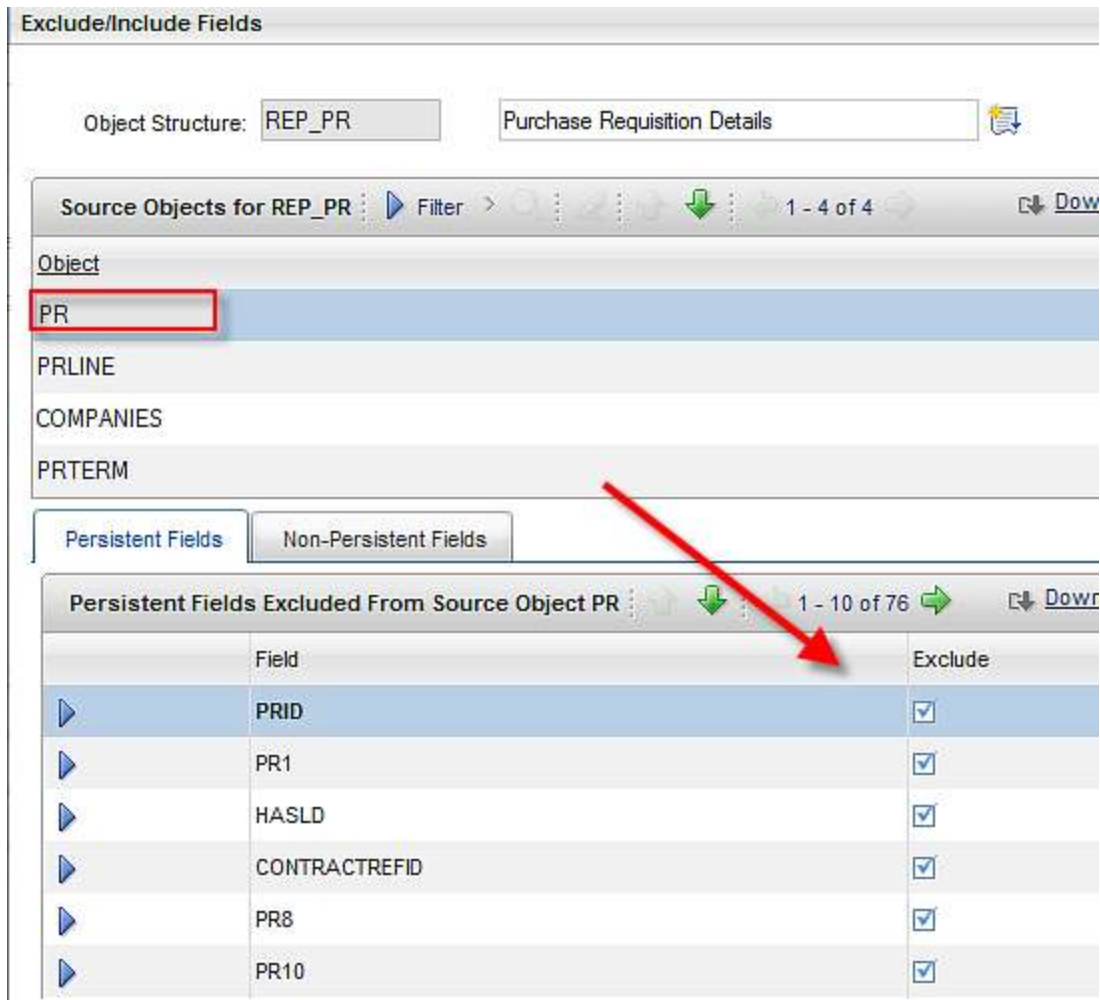 Exclude/Include Fields
Object Structure: REP_PR Purchase Requisition Details
Source Objects for REP_PR Filter > 1 - 4 of 4 Dow
Object
PR
PRLINE
COMPANIES
PRTERM
Persistent Fields Non-Persistent Fields
Persistent Fields Excluded From Source Object PR 1 - 10 of 76 Down
Field Exclude
PRID
PR1
HASLD
CONTRACTREFID
PR8
PR10